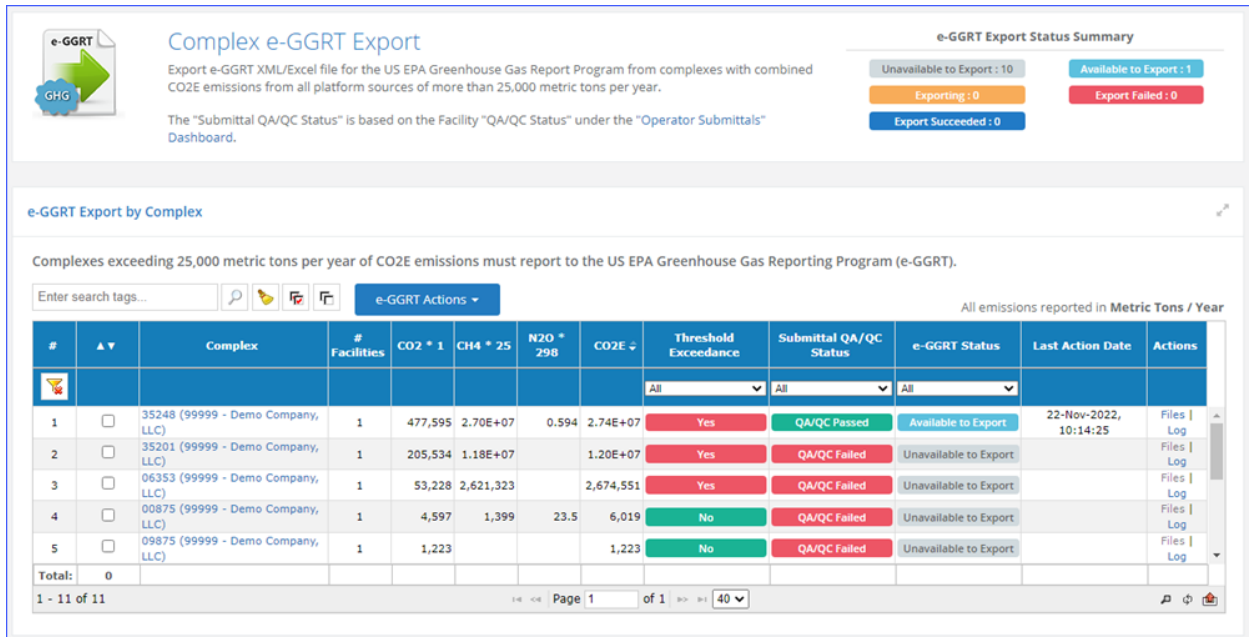 e-GGRT
GHG
Complex e-GGRT Export
Export e-GGRT XML/Excel file for the US EPA Greenhouse Gas Report Program from complexes with combined
CO2E emissions from all platform sources of more than 25,000 metric tons per year.
The "Submittal QA/QC Status" is based on the Facility "QA/QC Status" under the "Operator Submittals"
Dashboard.
e-GGRT Export Status Summary
Unavailable to Export : 10 Available to Export : 1
Exporting : 0 Export Failed : 0
Export Succeeded : 0
e-GGRT Export by Complex
Complexes exceeding 25,000 metric tons per year of CO2E emissions must report to the US EPA Greenhouse Gas Reporting Program (e-GGRT).
Enter search tags... e-GGRT Actions
All emissions reported in Metric Tons / Year
# ▲▼ Complex # Facilities CO2 * 1 CH4 * 25 N2O * 298 CO2E Threshold Exceedance Submittal QA/QC Status e-GGRT Status Last Action Date Actions
All All All
1 35248 (99999 - Demo Company, LLC) 1 477,595 2.70E+07 0.594 2.74E+07 Yes QA/QC Passed Available to Export 22-Nov-2022, 10:14:25 Files | Log
2 35201 (99999 - Demo Company, LLC) 1 205,534 1.18E+07 1.20E+07 Yes QA/QC Failed Unavailable to Export Files | Log
3 06353 (99999 - Demo Company, LLC) 1 53,228 2,621,323 2,674,551 Yes QA/QC Failed Unavailable to Export Files | Log
4 00875 (99999 - Demo Company, LLC) 1 4,597 1,399 23.5 6,019 No QA/QC Failed Unavailable to Export Files | Log
5 09875 (99999 - Demo Company, LLC) 1 1,223 1,223 No QA/QC Failed Unavailable to Export Files | Log
Total: 0
1 - 11 of 11 Page 1 of 1 40